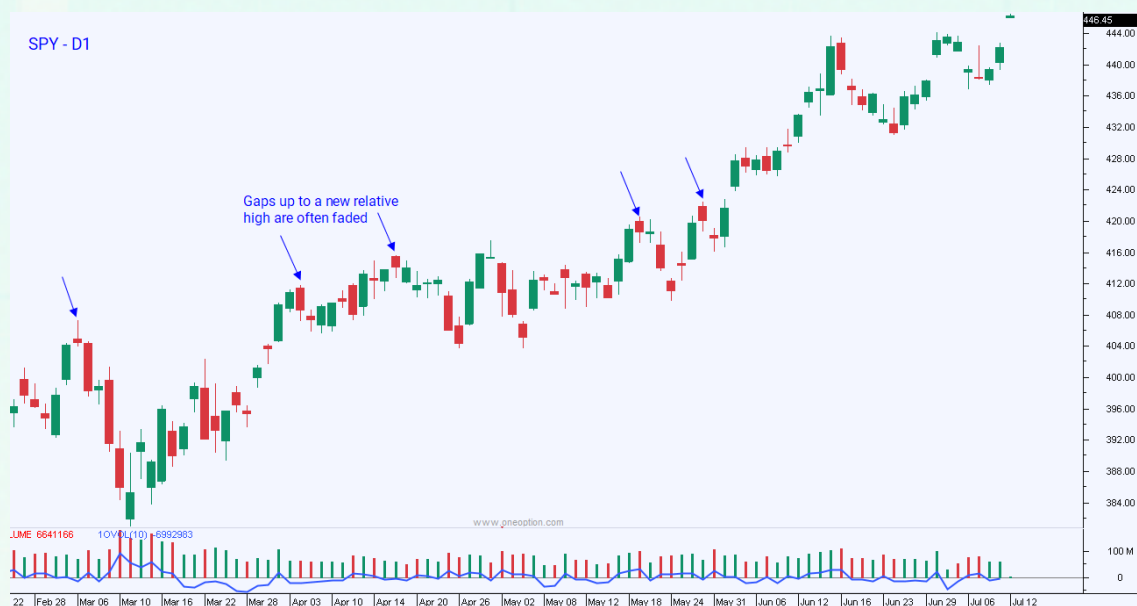 446.45
SPY - D1
444.00
440.00
436.00
432.00
428.00
424.00
Gaps up to a new relative
high are often faded
420.00
416.00
412.00
408.00
404.00
400.00
396.00
392.00
388.00
384.00
www.oneoption.com
.UME 6641166 1OVOL(10) -6992983
100 M
0
22 Feb 28 Mar 06 Mar 10 Mar 16 Mar 22 Mar 28 Apr 03 Apr 10 Apr 14 Apr 20 Apr 26 May 02 May 08 May 12 May 18 May 24 May 31 Jun 06 Jun 12 Jun 16 Jun 23 Jun 29 Jul 06 Jul 12